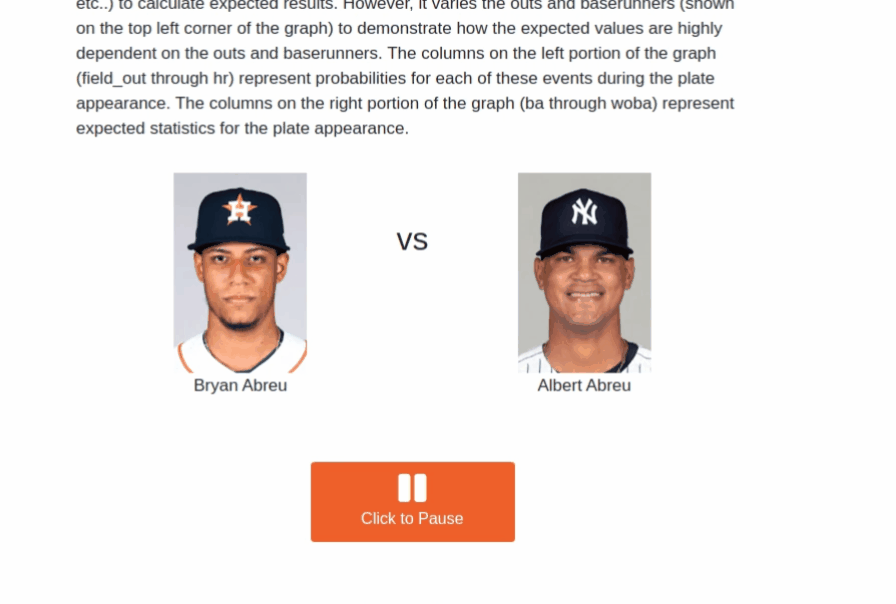 etc..) to calculate expected results. However, it varies the outs and baserunners (shown
on the top left corner of the graph) to demonstrate how the expected values are highly
dependent on the outs and baserunners. The columns on the left portion of the graph
(field_out through hr) represent probabilities for each of these events during the plate
appearance. The columns on the right portion of the graph (ba through woba) represent
expected statistics for the plate appearance.
H
NY
vs
Bryan Abreu
Albert Abreu
Click to Pause